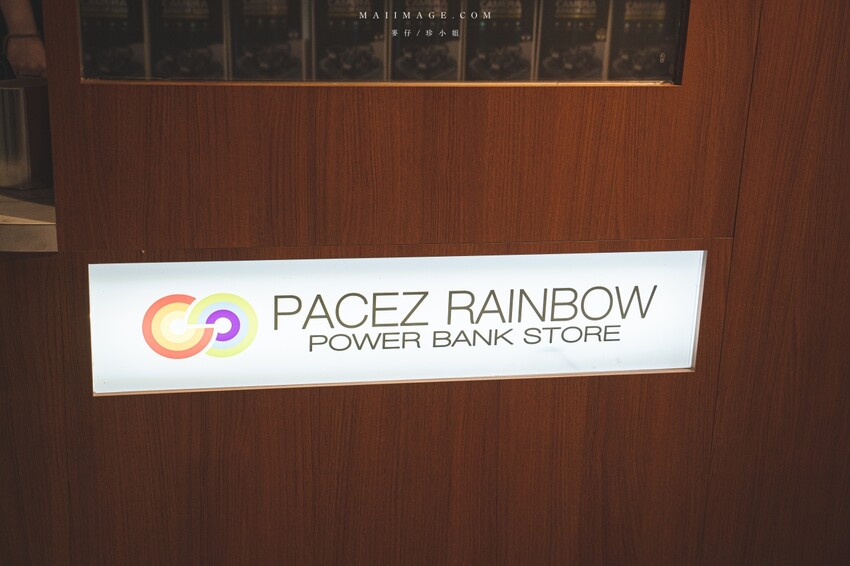 MAIIMAGE.COM
麥仔/珍小姐
PACEZ RAINBOW
POWER BANK STORE